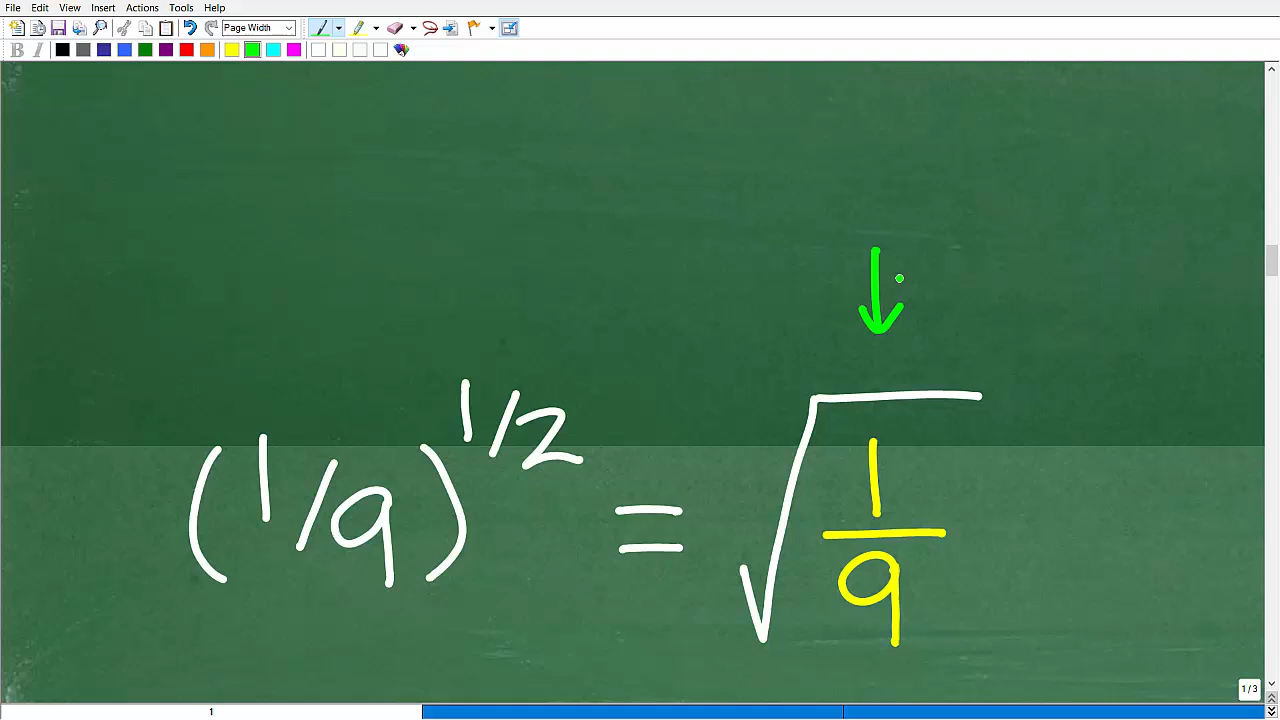 File Edit View Insert Actions Tools Help
Page Width
B I
(1/9)^1/2 = √1/9
1/3
1